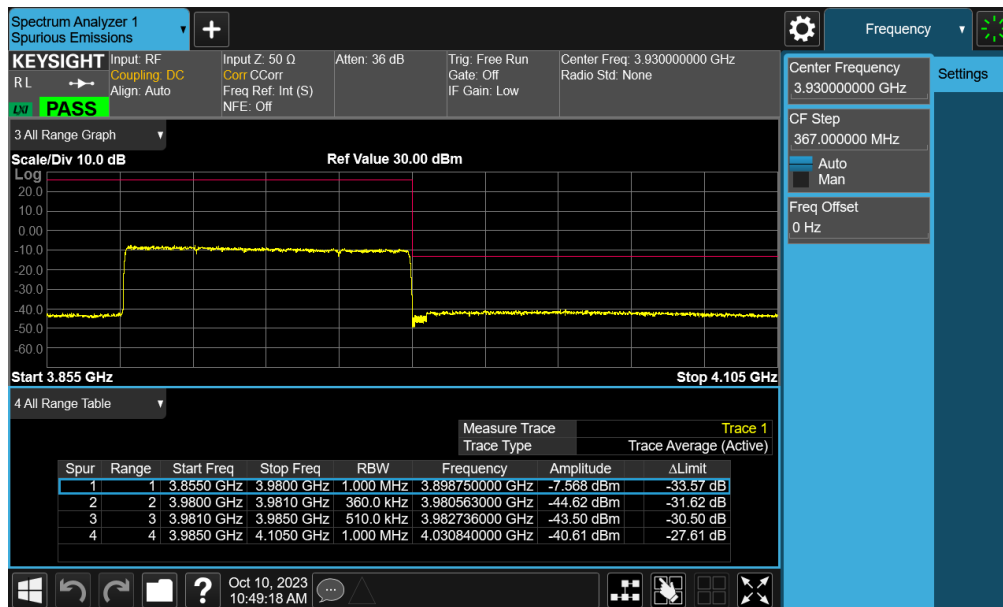 Spectrum Analyzer 1
Spurious Emissions
Frequency
KEYSIGHT
R L
LXI PASS
Input: RF
Coupling: DC
Align: Auto
Input Z: 50 Ω
Corr CCorr
Freq Ref: Int (S)
NFE: Off
Atten: 36 dB
Trig: Free Run
Gate: Off
IF Gain: Low
Center Freq: 3.930000000 GHz
Radio Std: None
Center Frequency
3.930000000 GHz
Settings
CF Step
367.000000 MHz
Auto
Man
Freq Offset
0 Hz
3 All Range Graph
Scale/Div 10.0 dB Ref Value 30.00 dBm
Log
20.0
10.0
0.00
-10.0
-20.0
-30.0
-40.0
-50.0
-60.0
Start 3.855 GHz Stop 4.105 GHz
4 All Range Table
Measure Trace Trace 1
Trace Type Trace Average (Active)
Spur Range Start Freq Stop Freq RBW Frequency Amplitude ΔLimit
1 1 3.8550 GHz 3.9800 GHz 1.000 MHz 3.898750000 GHz -7.568 dBm -33.57 dB
2 2 3.9800 GHz 3.9810 GHz 360.0 kHz 3.980563000 GHz -44.62 dBm -31.62 dB
3 3 3.9810 GHz 3.9850 GHz 510.0 kHz 3.982736000 GHz -43.50 dBm -30.50 dB
4 4 3.9850 GHz 4.1050 GHz 1.000 MHz 4.030840000 GHz -40.61 dBm -27.61 dB
?
Oct 10, 2023
10:49:18 AM